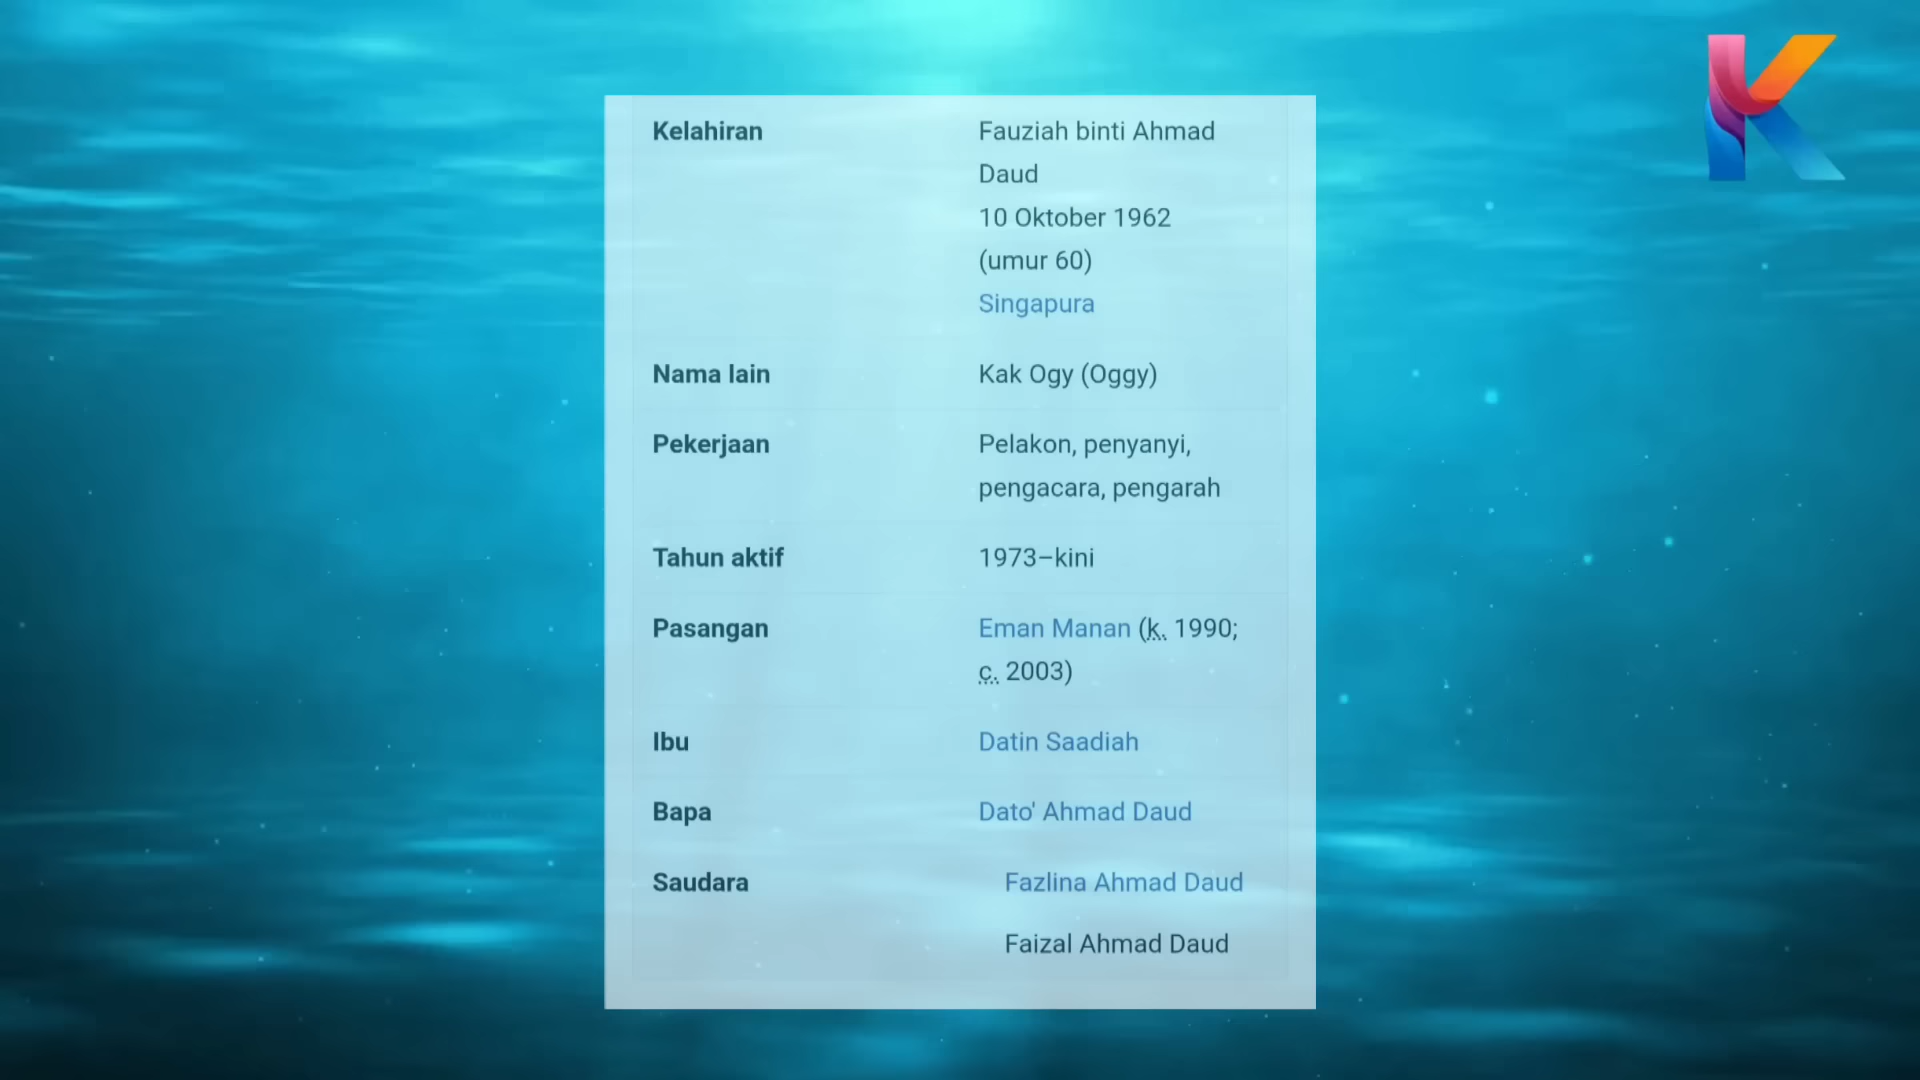 Kelahiran Fauziah binti Ahmad
Daud
10 Oktober 1962
(umur 60)
Singapura
Nama lain Kak Ogy (Oggy)
Pekerjaan Pelakon, penyanyi,
pengacara, pengarah
Tahun aktif 1973–kini
Pasangan Eman Manan (k. 1990;
c. 2003)
Ibu Datin Saadiah
Bapa Dato' Ahmad Daud
Saudara Fazlina Ahmad Daud
Faizal Ahmad Daud
K